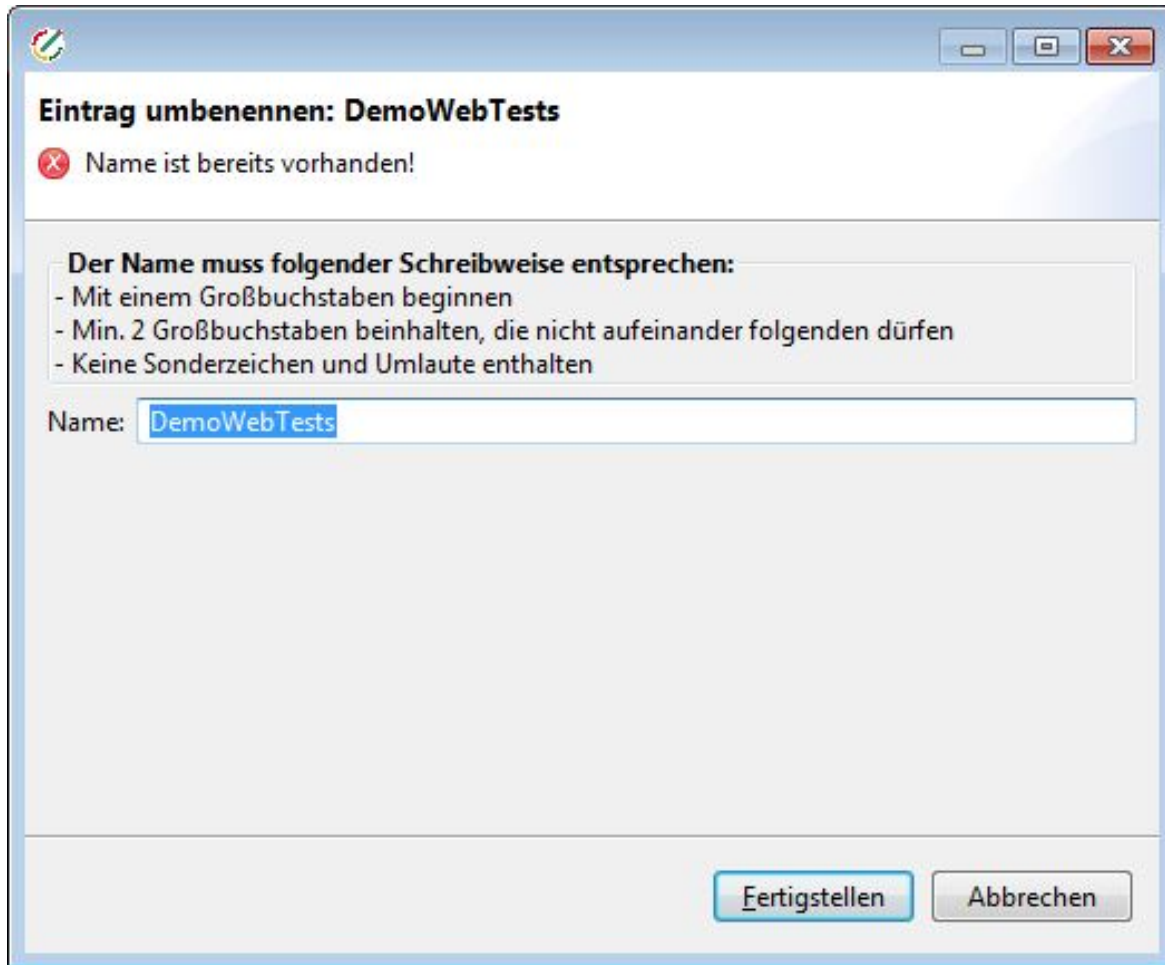 Eintrag umbenennen: DemoWebTests
Name ist bereits vorhanden!
Der Name muss folgender Schreibweise entsprechen:
- Mit einem Großbuchstaben beginnen
- Min. 2 Großbuchstaben beinhalten, die nicht aufeinander folgenden dürfen
- Keine Sonderzeichen und Umlaute enthalten
Name: DemoWebTests
Fertigstellen Abbrechen